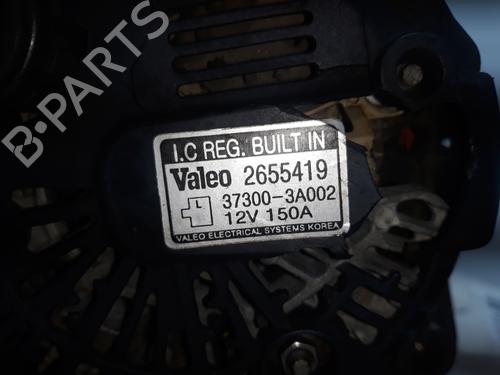 B-PARTS
I.C REG. BUILT IN
Valeo 2655419
37300-3A002
12V 150A
VALEO ELECTRICAL SYSTEMS KOREA